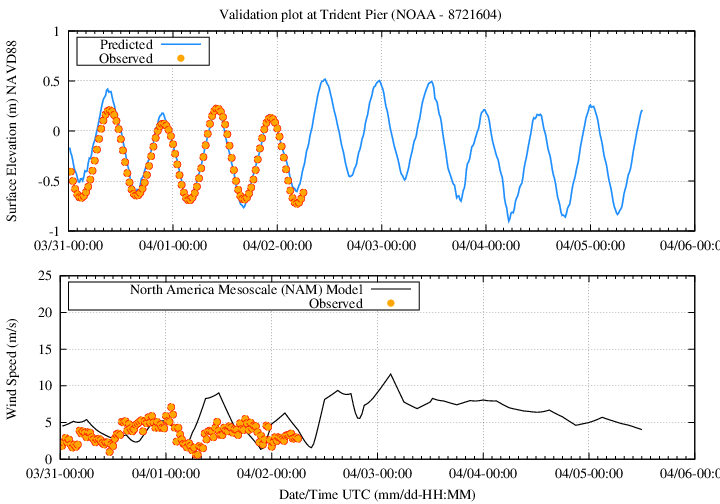 Validation plot at Trident Pier (NOAA - 8721604)
Surface Elevation (m) NAVD88
1
0.5
0
-0.5
-1
Predicted
Observed
03/31-00:00 04/01-00:00 04/02-00:00 04/03-00:00 04/04-00:00 04/05-00:00 04/06-00:00
Wind Speed (m/s)
25
20
15
10
5
0
North America Mesoscale (NAM) Model
Observed
03/31-00:00 04/01-00:00 04/02-00:00 04/03-00:00 04/04-00:00 04/05-00:00 04/06-00:00
Date/Time UTC (mm/dd-HH:MM)